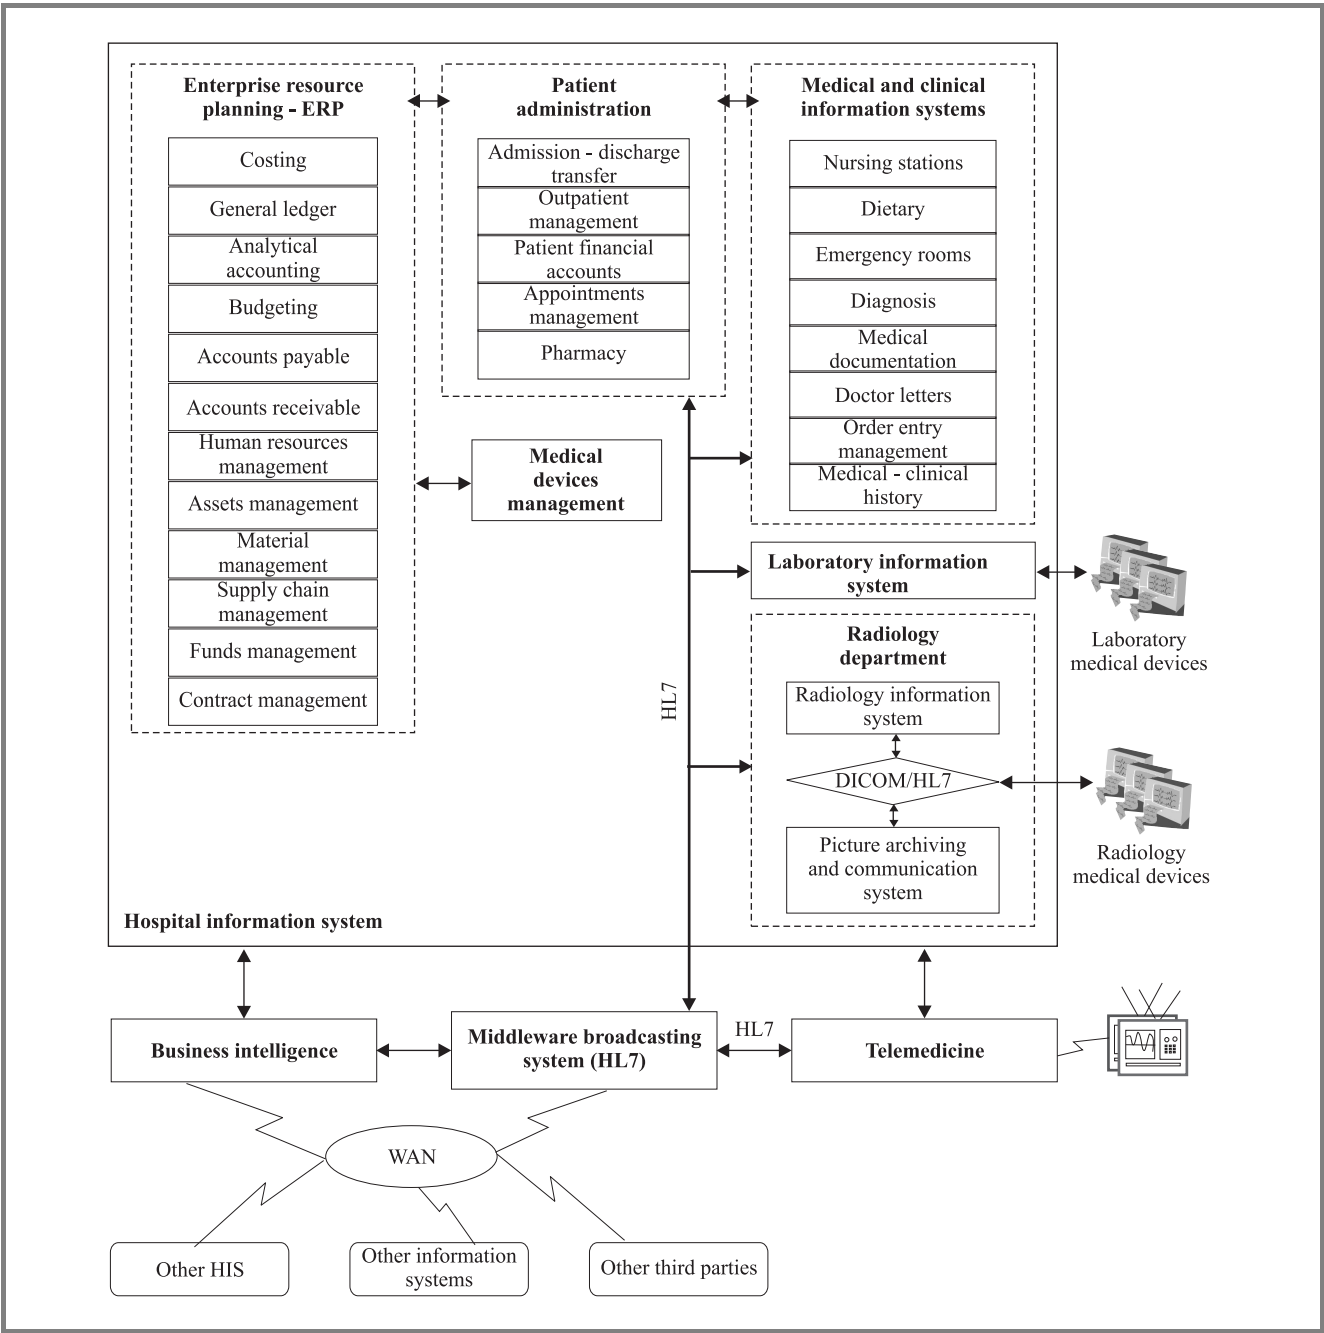 Enterprise resource
planning - ERP
Costing
General ledger
Analytical
accounting
Budgeting
Accounts payable
Accounts receivable
Human resources
management
Assets management
Material
management
Supply chain
management
Funds management
Contract management
Patient
administration
Admission - discharge
transfer
Outpatient
management
Patient financial
accounts
Appointments
management
Pharmacy
Medical
devices
management
Medical and clinical
information systems
Nursing stations
Dietary
Emergency rooms
Diagnosis
Medical
documentation
Doctor letters
Order entry
management
Medical - clinical
history
HL7
Laboratory information
system
Laboratory
medical devices
Radiology
department
Radiology information
system
DICOM/HL7
Picture archiving
and communication
system
Radiology
medical devices
Hospital information system
Business intelligence
Middleware broadcasting
system (HL7)
HL7
Telemedicine
WAN
Other HIS
Other information
systems
Other third parties